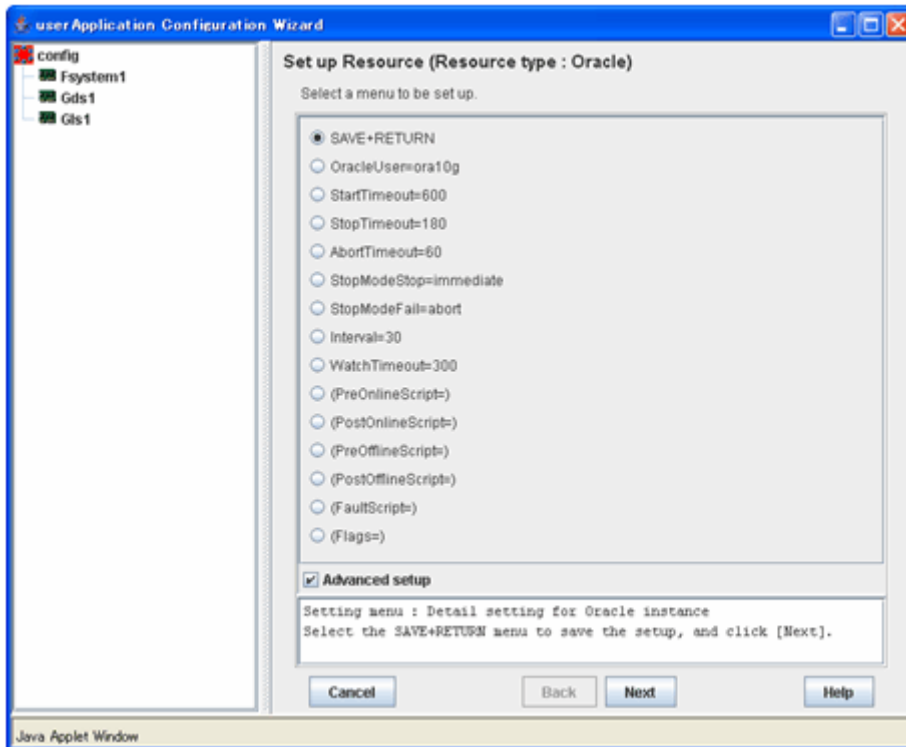 userApplication Configuration Wizard
config
Fsystem1
Gds1
Gls1
Set up Resource (Resource type : Oracle)
Select a menu to be set up.
SAVE+RETURN
OracleUser=ora10g
StartTimeout=600
StopTimeout=180
AbortTimeout=60
StopModeStop=immediate
StopModeFail=abort
Interval=30
WatchTimeout=300
(PreOnlineScript=)
(PostOnlineScript=)
(PreOfflineScript=)
(PostOfflineScript=)
(FaultScript=)
(Flags=)
Advanced setup
Setting menu : Detail setting for Oracle instance
Select the SAVE+RETURN menu to save the setup, and click [Next].
Cancel Back Next Help
Java Applet Window